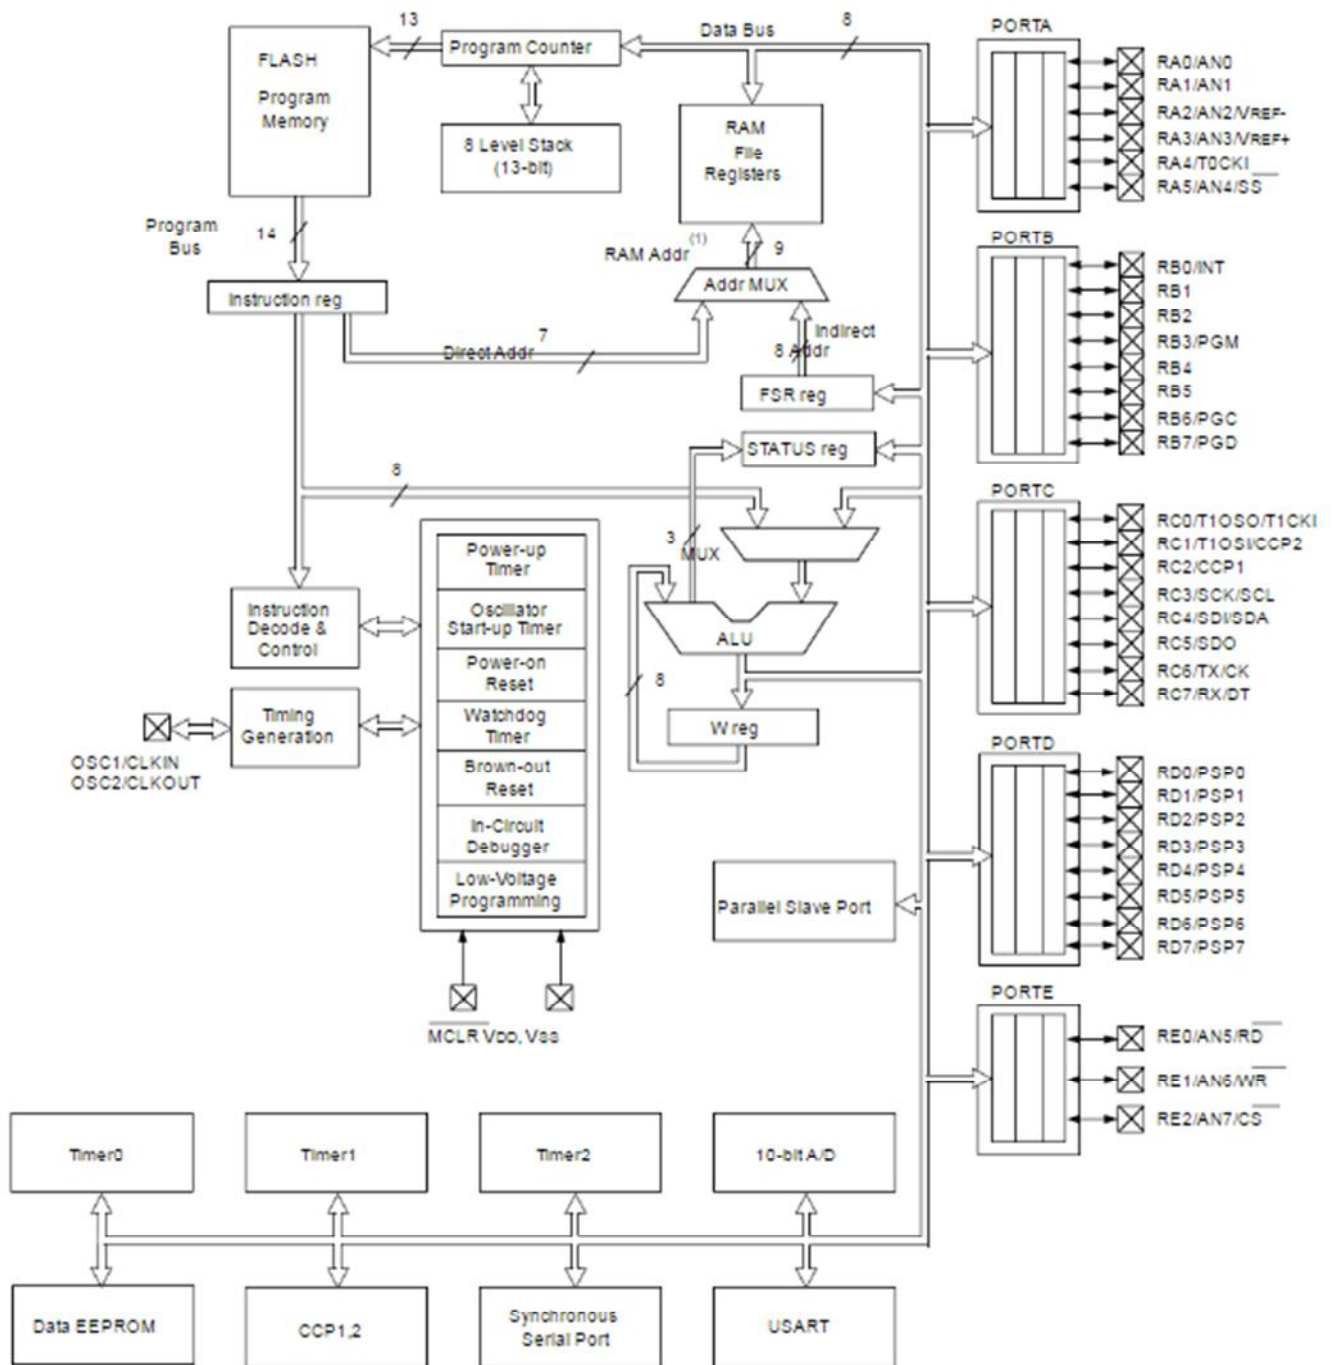 13
Data Bus
8
PORTA
FLASH
Program
Memory
Program Counter
RA0/AN0
RA1/AN1
RA2/AN2/VREF-
RA3/AN3/VREF+
RA4/T0CKI
RA5/AN4/SS
8 Level Stack
(13-bit)
RAM
File
Registers
Program
Bus
14
RAM Addr
(1)
9
PORTB
RB0/INT
RB1
RB2
RB3/PGM
RB4
RB5
RB6/PGC
RB7/PGD
Addr MUX
Instruction reg
7
Direct Addr
Indirect
8 Addr
FSR reg
STATUS reg
8
3
MUX
PORTC
RC0/T1OSO/T1CKI
RC1/T1OSI/CCP2
RC2/CCP1
RC3/SCK/SCL
RC4/SDI/SDA
RC5/SDO
RC6/TX/CK
RC7/RX/DT
Power-up
Timer
Oscillator
Start-up Timer
Power-on
Reset
Watchdog
Timer
Brown-out
Reset
In-Circuit
Debugger
Low-Voltage
Programming
Instruction
Decode &
Control
ALU
8
W reg
Timing
Generation
OSC1/CLKIN
OSC2/CLKOUT
PORTD
RD0/PSP0
RD1/PSP1
RD2/PSP2
RD3/PSP3
RD4/PSP4
RD5/PSP5
RD6/PSP6
RD7/PSP7
Parallel Slave Port
MCLR VDD, VSS
PORTE
RE0/AN5/RD
RE1/AN6/WR
RE2/AN7/CS
Timer0
Timer1
Timer2
10-bit A/D
Data EEPROM
CCP1,2
Synchronous
Serial Port
USART